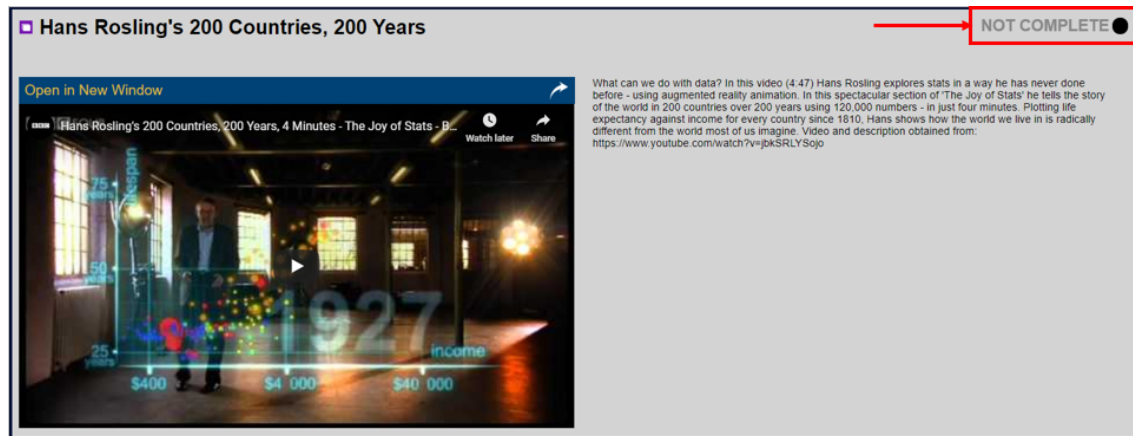 Hans Rosling's 200 Countries, 200 Years
NOT COMPLETE
Open in New Window
BBC
Hans Rosling's 200 Countries, 200 Years, 4 Minutes - The Joy of Stats - B...
Watch later
Share
lifespan
75
years
50
years
25
years
1927
income
$400
$4 000
$40 000
What can we do with data? In this video (4:47) Hans Rosling explores stats in a way he has never done
before - using augmented reality animation. In this spectacular section of 'The Joy of Stats' he tells the story
of the world in 200 countries over 200 years using 120,000 numbers - in just four minutes. Plotting life
expectancy against income for every country since 1810, Hans shows how the world we live in is radically
different from the world most of us imagine. Video and description obtained from:
https://www.youtube.com/watch?v=jbkSRLYSojo